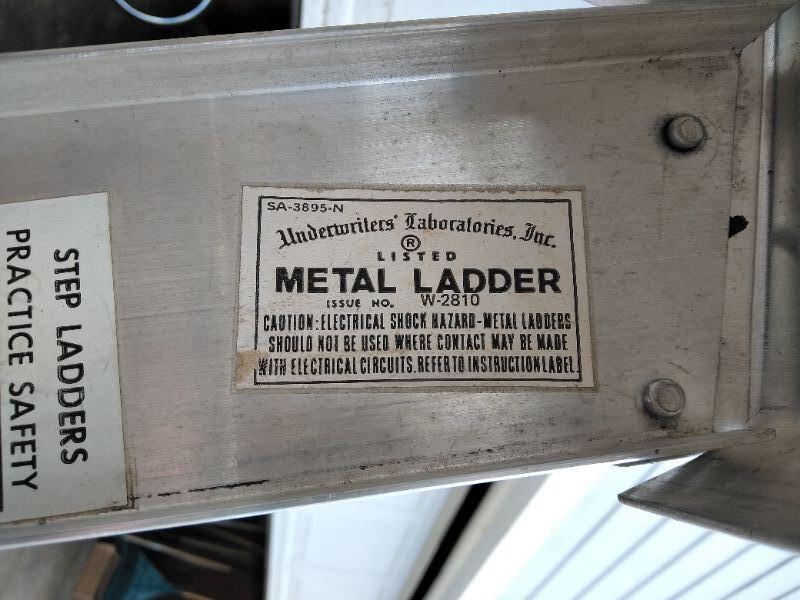 SA-3895-N
Underwriters' Laboratories, Inc.
®
LISTED
METAL LADDER
ISSUE NO. W-2810
CAUTION: ELECTRICAL SHOCK HAZARD-METAL LADDERS
SHOULD NOT BE USED WHERE CONTACT MAY BE MADE
WITH ELECTRICAL CIRCUITS. REFER TO INSTRUCTION LABEL.
STEP LADDERS
PRACTICE SAFETY